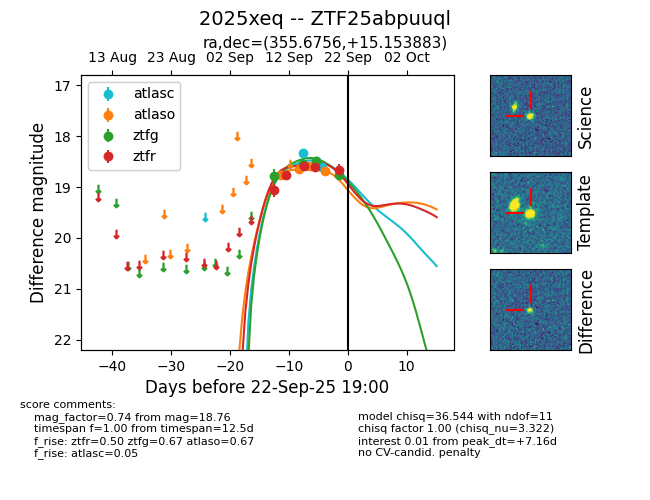 2025xeq -- ZTF25abpuuql
ra,dec=(355.6756,+15.153883)
13 Aug 23 Aug 02 Sep 12 Sep 22 Sep 02 Oct
17
18
19
20
21
22
Difference magnitude
atlasc
atlaso
ztfg
ztfr
−40 −30 −20 −10 0 10
Days before 22-Sep-25 19:00
Science
Template
Difference
score comments:
mag_factor=0.74 from mag=18.76
timespan f=1.00 from timespan=12.5d
f_rise: ztfr=0.50 ztfg=0.67 atlaso=0.67
f_rise: atlasc=0.05
model chisq=36.544 with ndof=11
chisq factor 1.00 (chisq_nu=3.322)
interest 0.01 from peak_dt=+7.16d
no CV-candid. penalty